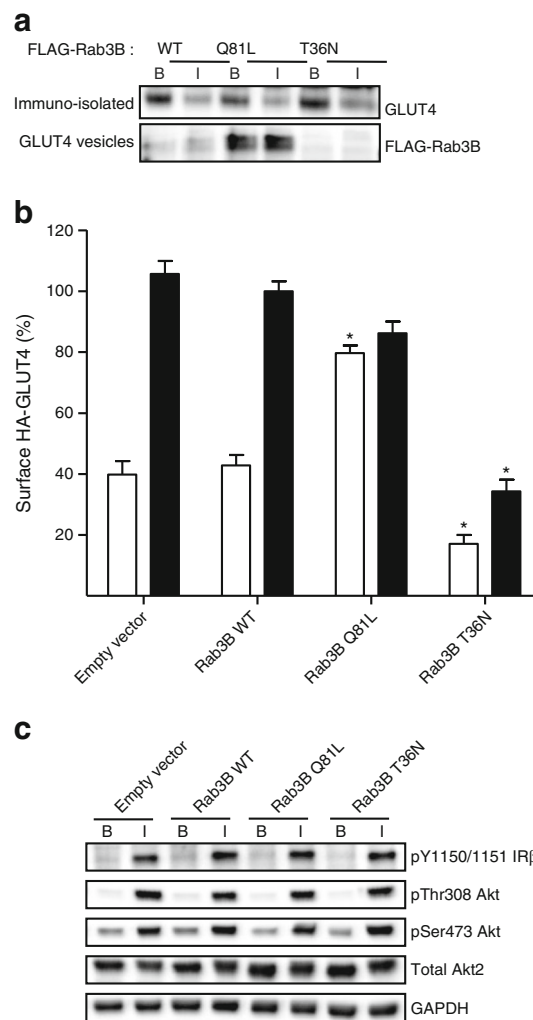 a
FLAG-Rab3B : WT Q81L T36N
B I B I B I
Immuno-isolated GLUT4
GLUT4 vesicles FLAG-Rab3B
b
Surface HA-GLUT4 (%)
120
100
80
60
40
20
*
*
*
Empty vector
Rab3B WT
Rab3B Q81L
Rab3B T36N
c
Empty vector
Rab3B WT
Rab3B Q81L
Rab3B T36N
B I B I B I B I
pY1150/1151 IRβ
pThr308 Akt
pSer473 Akt
Total Akt2
GAPDH